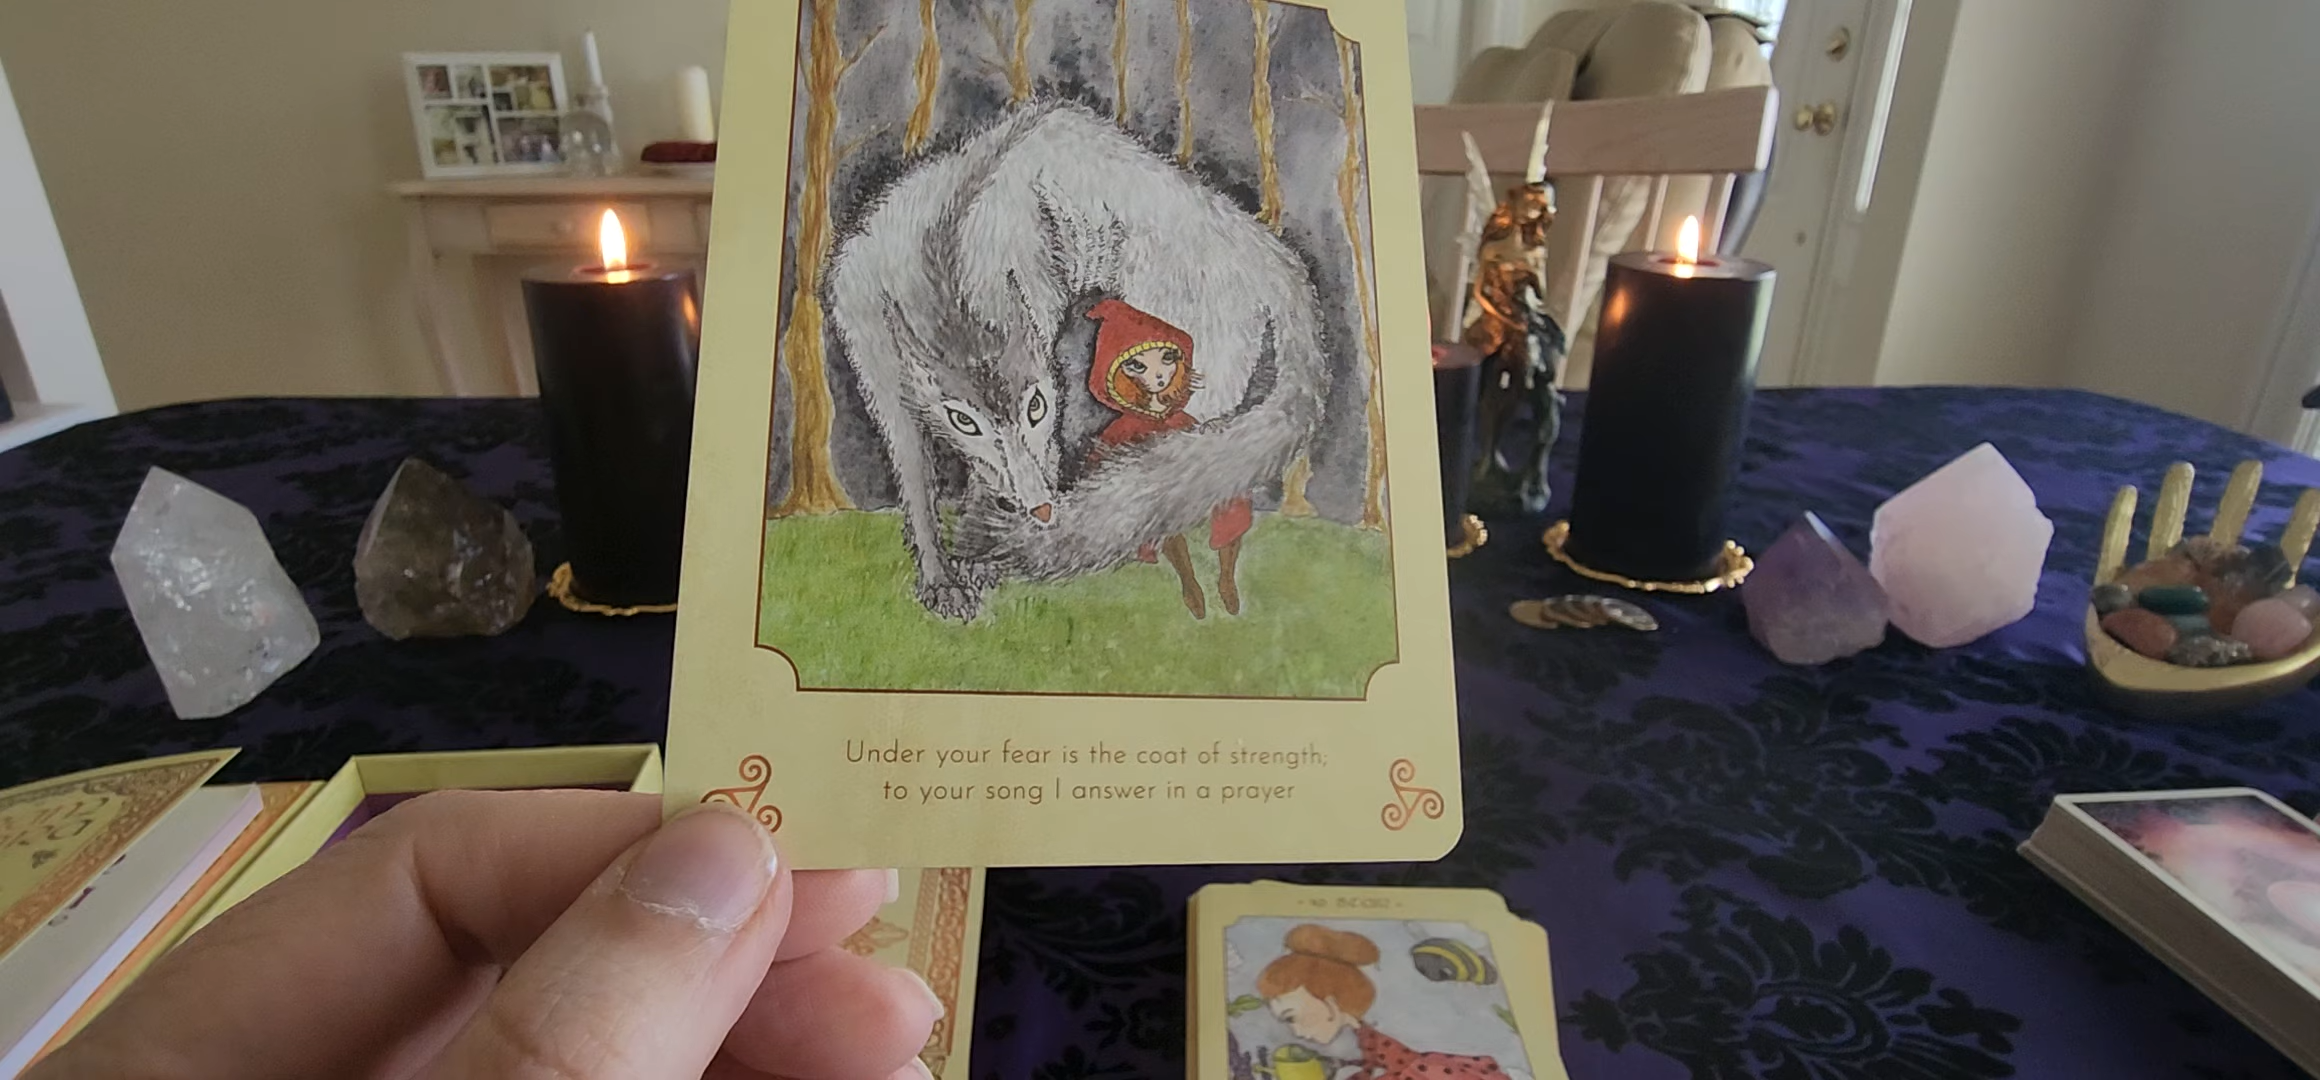 Under your fear is the coat of strength;
to your song I answer in a prayer